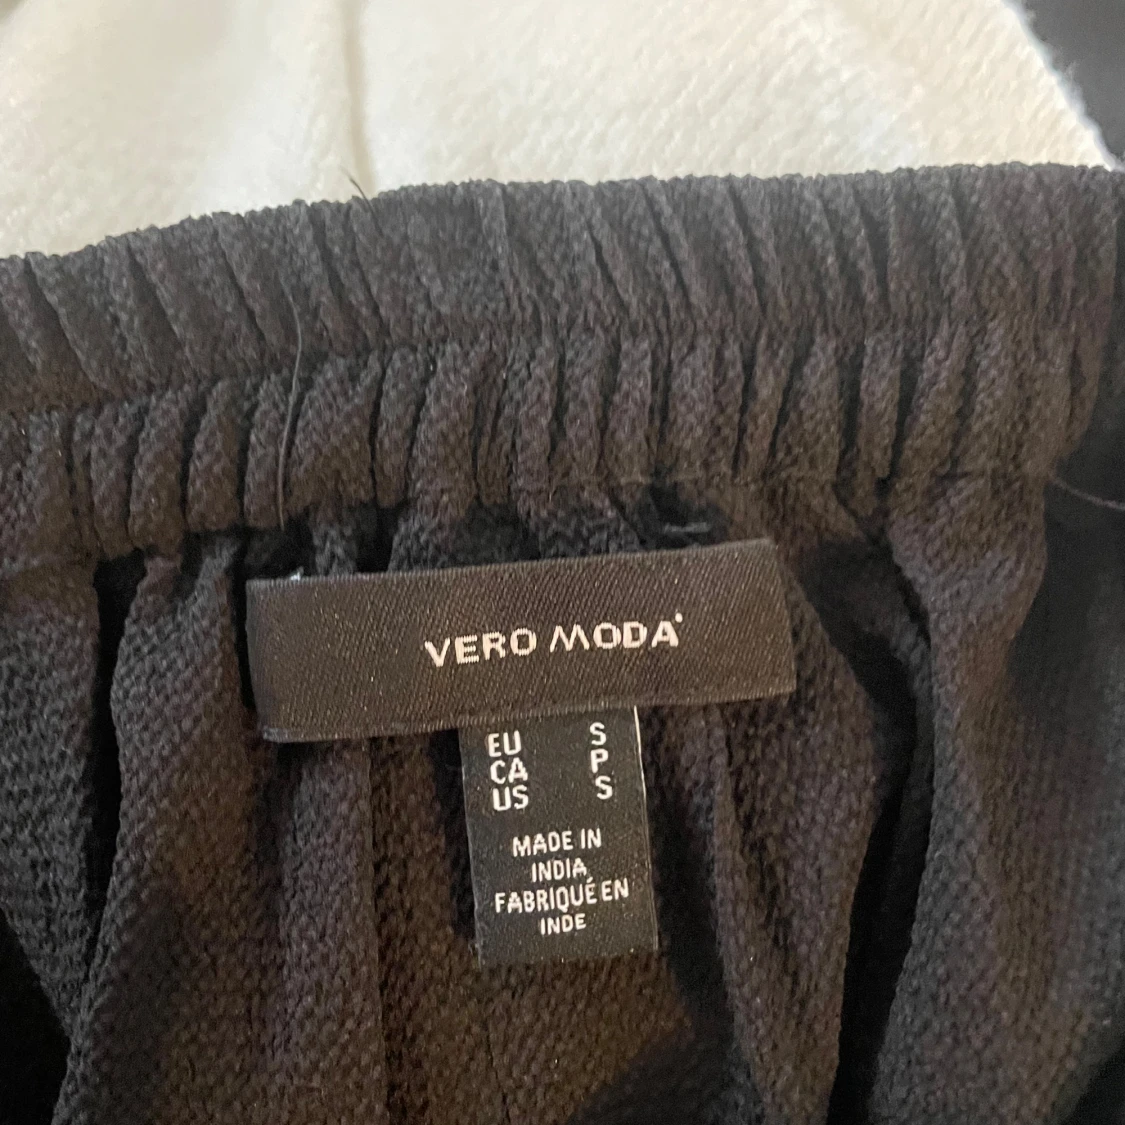 VERO MODA
EU S
CA P
US S
MADE IN
INDIA
FABRIQUÉ EN
INDE